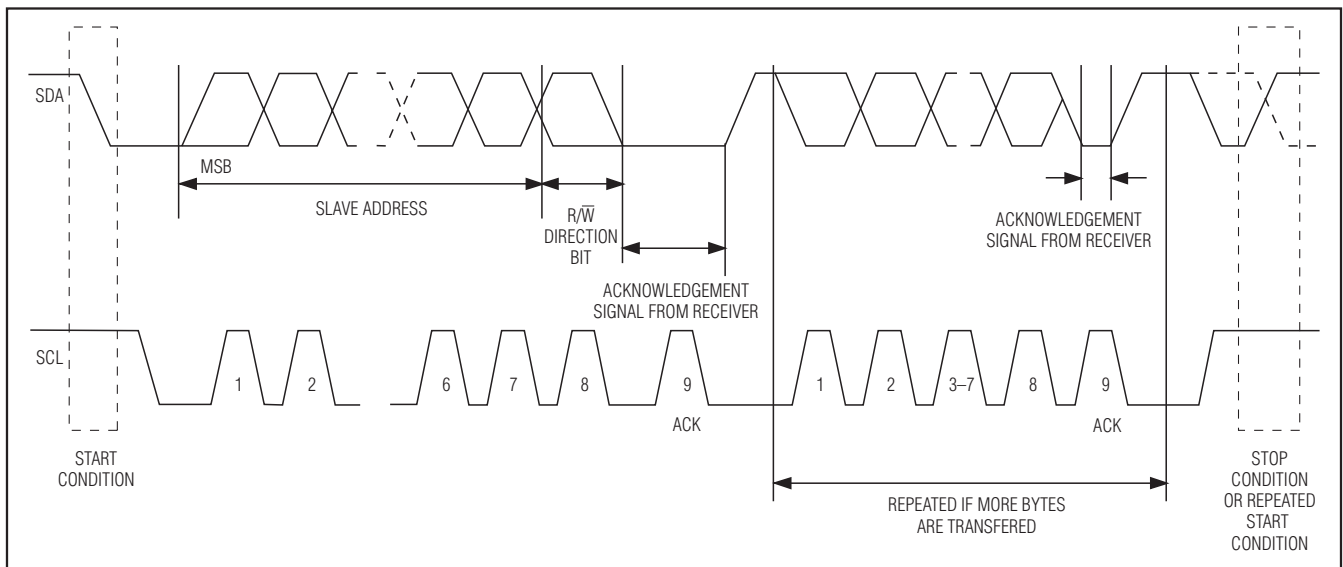 SDA
MSB
SLAVE ADDRESS
R/W̅
DIRECTION
BIT
ACKNOWLEDGEMENT
SIGNAL FROM RECEIVER
ACKNOWLEDGEMENT
SIGNAL FROM RECEIVER
SCL
1 2 6 7 8 9 1 2 3–7 8 9
ACK ACK
START
CONDITION
REPEATED IF MORE BYTES
ARE TRANSFERED
STOP
CONDITION
OR REPEATED
START
CONDITION